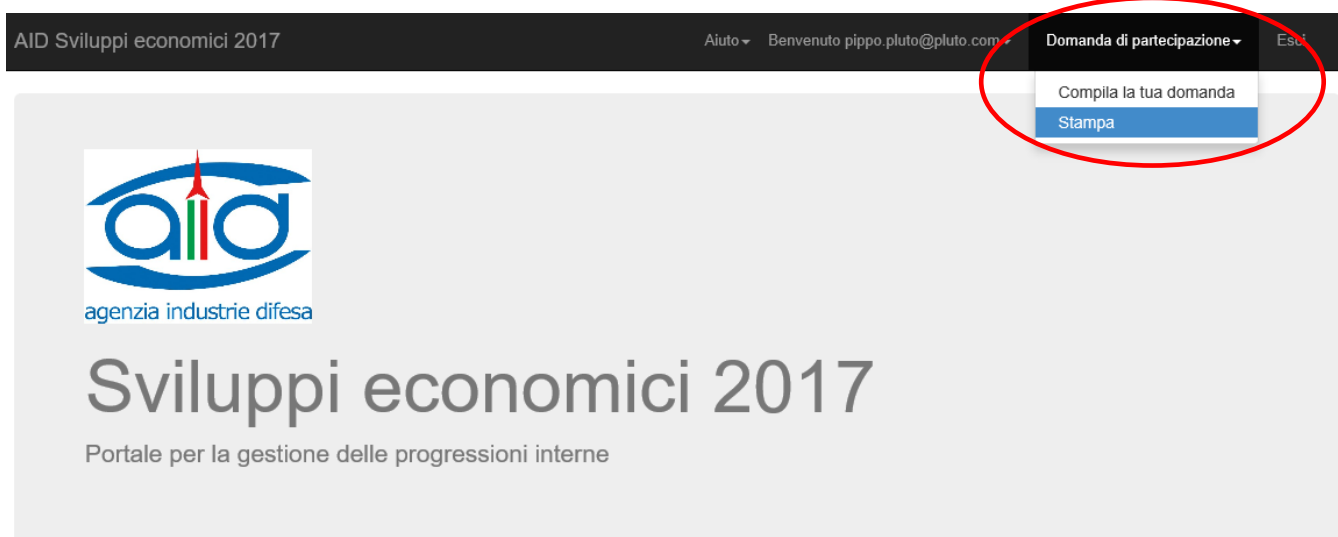 AID Sviluppi economici 2017 Aiuto Benvenuto pippo.pluto@pluto.com Domanda di partecipazione Esci
Compila la tua domanda
Stampa
aid
agenzia industrie difesa
Sviluppi economici 2017
Portale per la gestione delle progressioni interne